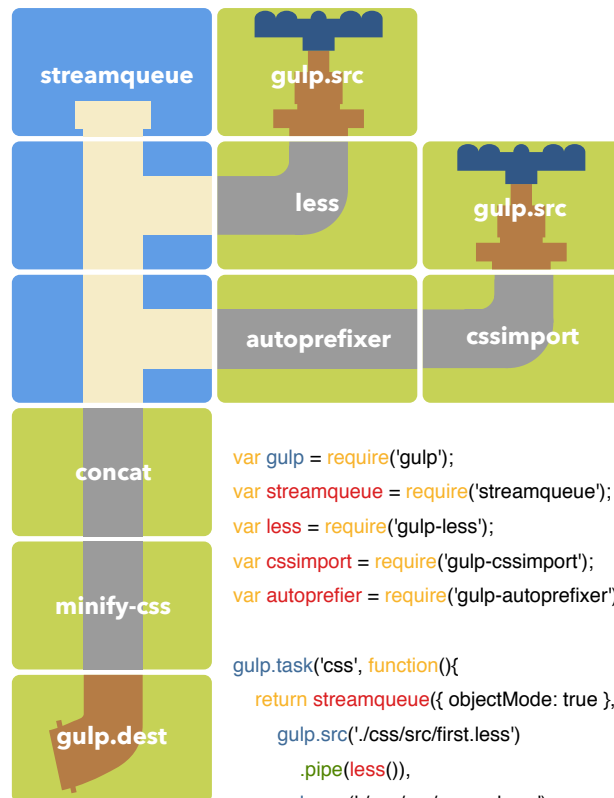 streamqueue
gulp.src
less
gulp.src
autoprefixer
cssimport
concat
minify-css
gulp.dest
var gulp = require('gulp');
var streamqueue = require('streamqueue');
var less = require('gulp-less');
var cssimport = require('gulp-cssimport');
var autoprefier = require('gulp-autoprefixer')
gulp.task('css', function(){
return streamqueue({ objectMode: true },
gulp.src('./css/src/first.less')
.pipe(less()),